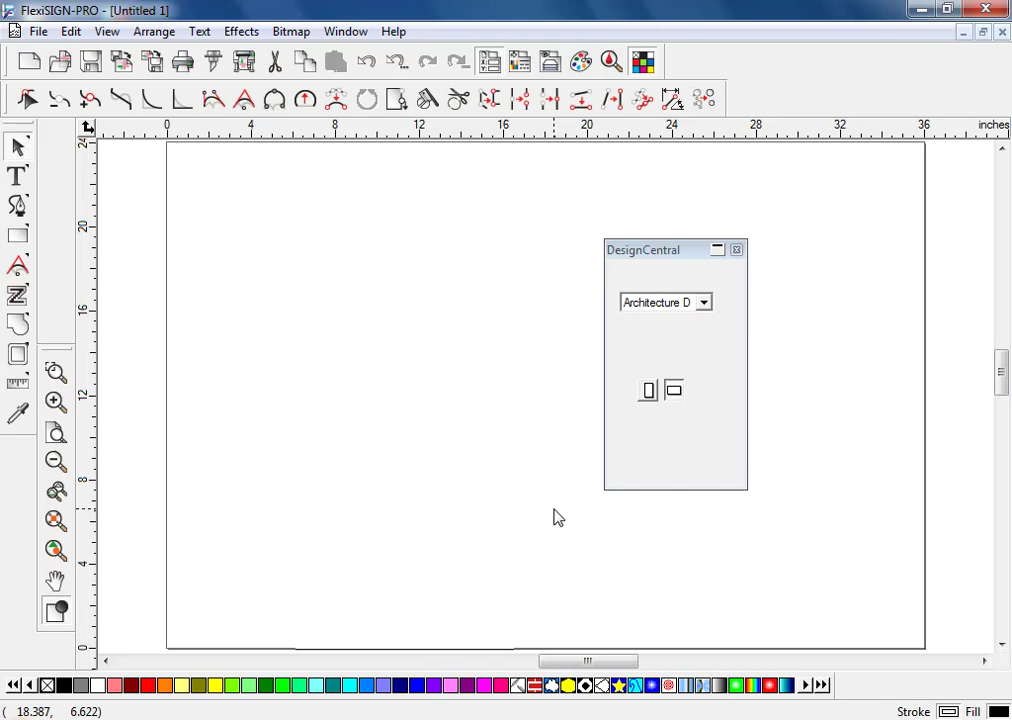 FlexiSIGN-PRO - [Untitled 1]
File Edit View Arrange Text Effects Bitmap Window Help
0 4 8 12 16 20 24 28 32 36 inches
24
20
16
12
8
4
0
DesignCentral
Architecture D
( 18.387, 6.622)
Stroke Fill